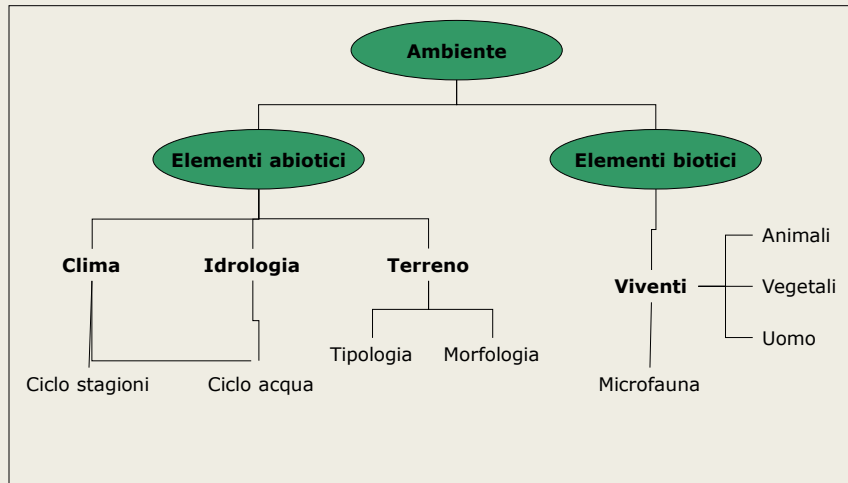 Ambiente
Elementi abiotici
Elementi biotici
Clima
Idrologia
Terreno
Viventi
Animali
Vegetali
Uomo
Ciclo stagioni
Ciclo acqua
Tipologia
Morfologia
Microfauna